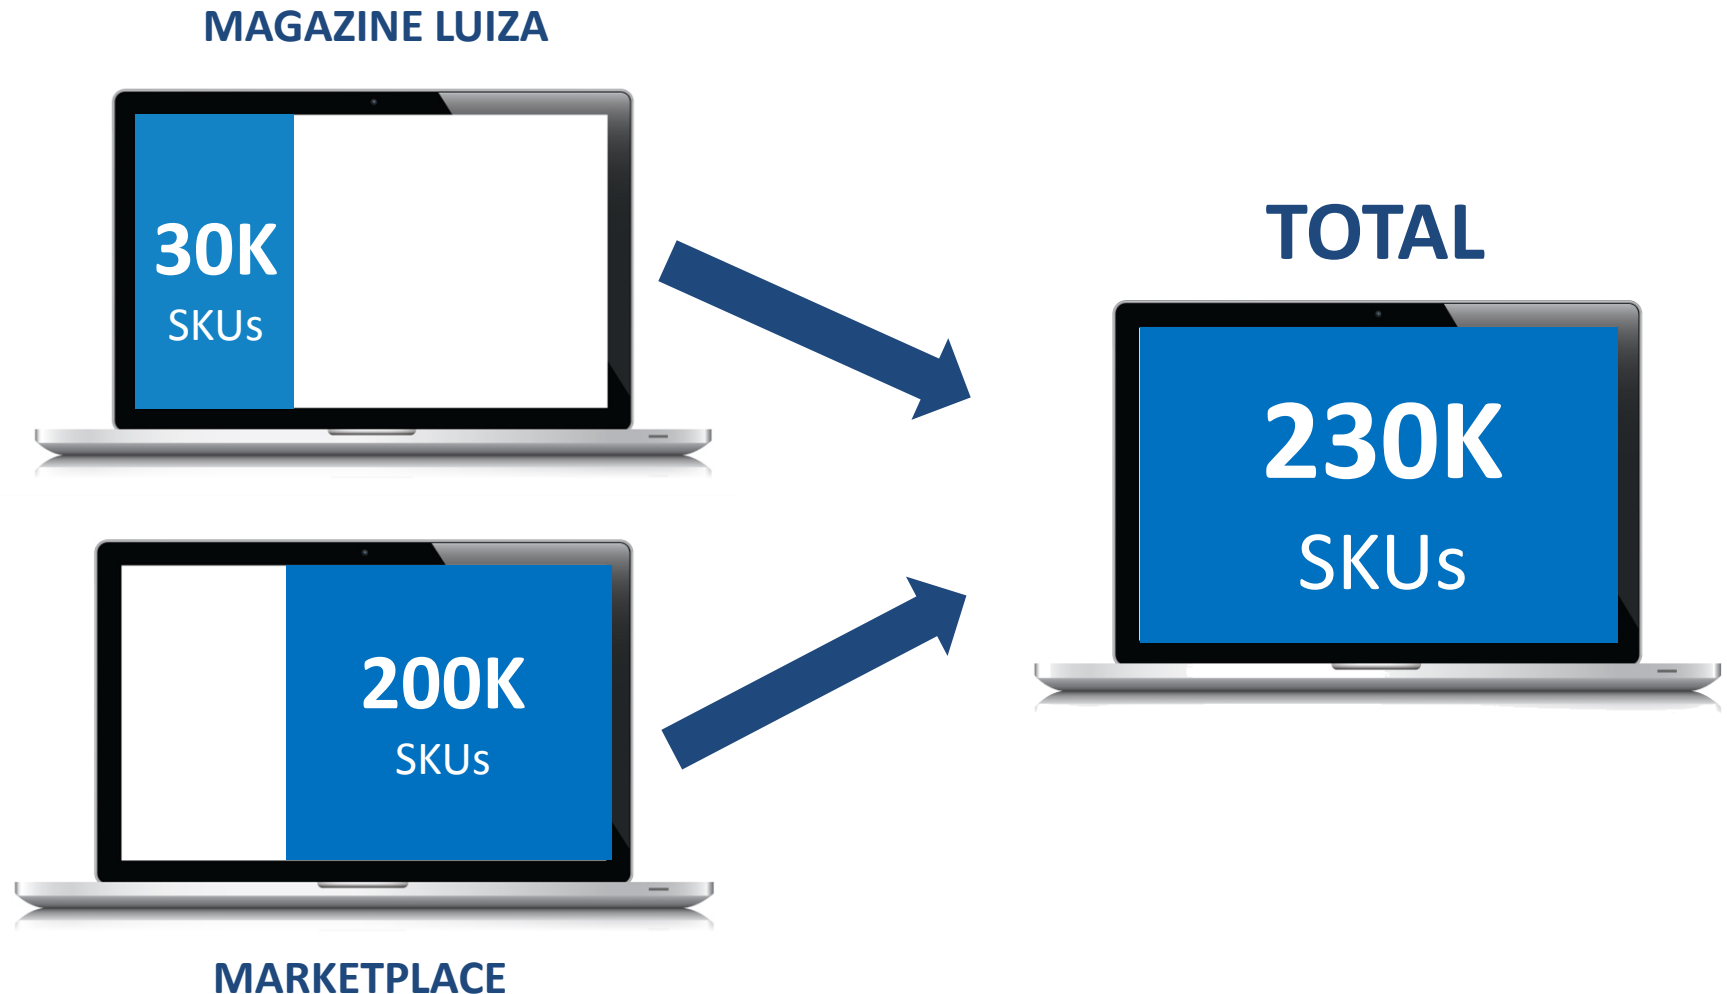 MAGAZINE LUIZA
30K
SKUs
200K
SKUs
MARKETPLACE
TOTAL
230K
SKUs